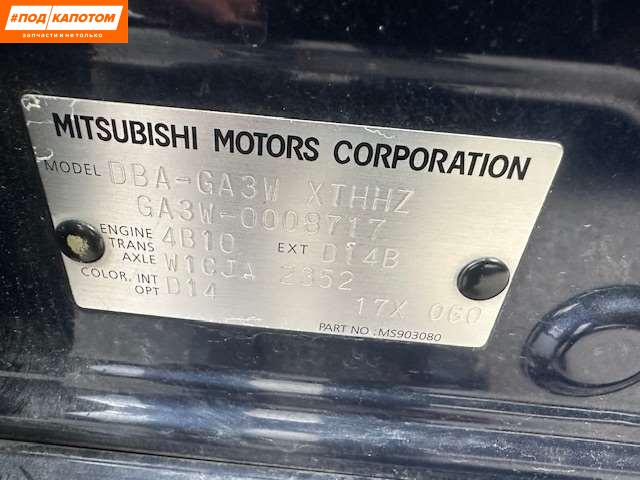 #ПОД КАПОТОМ
ЗАПЧАСТИ И НЕ ТОЛЬКО
MITSUBISHI MOTORS CORPORATION
MODEL DBA-GA3W XTHHZ
GA3W-0008717
ENGINE 4B10 EXT D14B
TRANS AXLE W1CJA 2352
COLOR, INT D14
OPT 17X 060
PART NO : MS903080